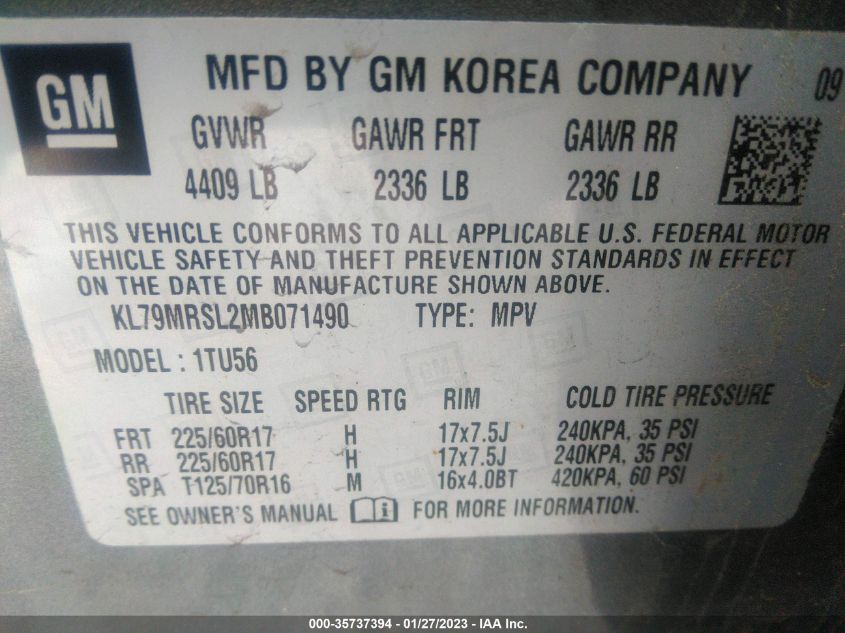 GM
MFD BY GM KOREA COMPANY 09
GVWR GAWR FRT GAWR RR
4409 LB 2336 LB 2336 LB
THIS VEHICLE CONFORMS TO ALL APPLICABLE U.S. FEDERAL MOTOR
VEHICLE SAFETY AND THEFT PREVENTION STANDARDS IN EFFECT
ON THE DATE OF MANUFACTURE SHOWN ABOVE.
KL79MRSL2MB071490 TYPE: MPV
MODEL : 1TU56
TIRE SIZE SPEED RTG RIM COLD TIRE PRESSURE
FRT 225/60R17 H 17x7.5J 240KPA, 35 PSI
RR 225/60R17 H 17x7.5J 240KPA, 35 PSI
SPA T125/70R16 M 16x4.0BT 420KPA, 60 PSI
SEE OWNER'S MANUAL i FOR MORE INFORMATION.
000-35737394 - 01/27/2023 - IAA Inc.